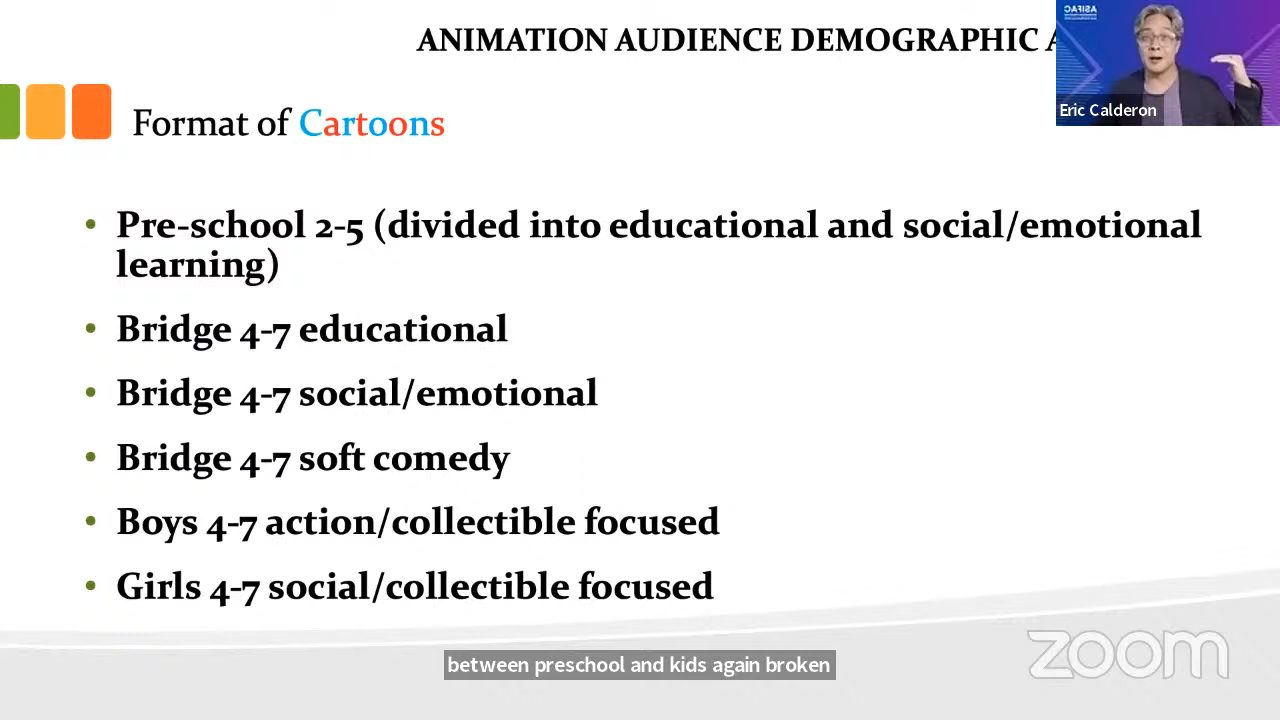 ANIMATION AUDIENCE DEMOGRAPHIC A
ASIFAC
Eric Calderon
Format of Cartoons
• Pre-school 2-5 (divided into educational and social/emotional
learning)
• Bridge 4-7 educational
• Bridge 4-7 social/emotional
• Bridge 4-7 soft comedy
• Boys 4-7 action/collectible focused
• Girls 4-7 social/collectible focused
zoom
between preschool and kids again broken